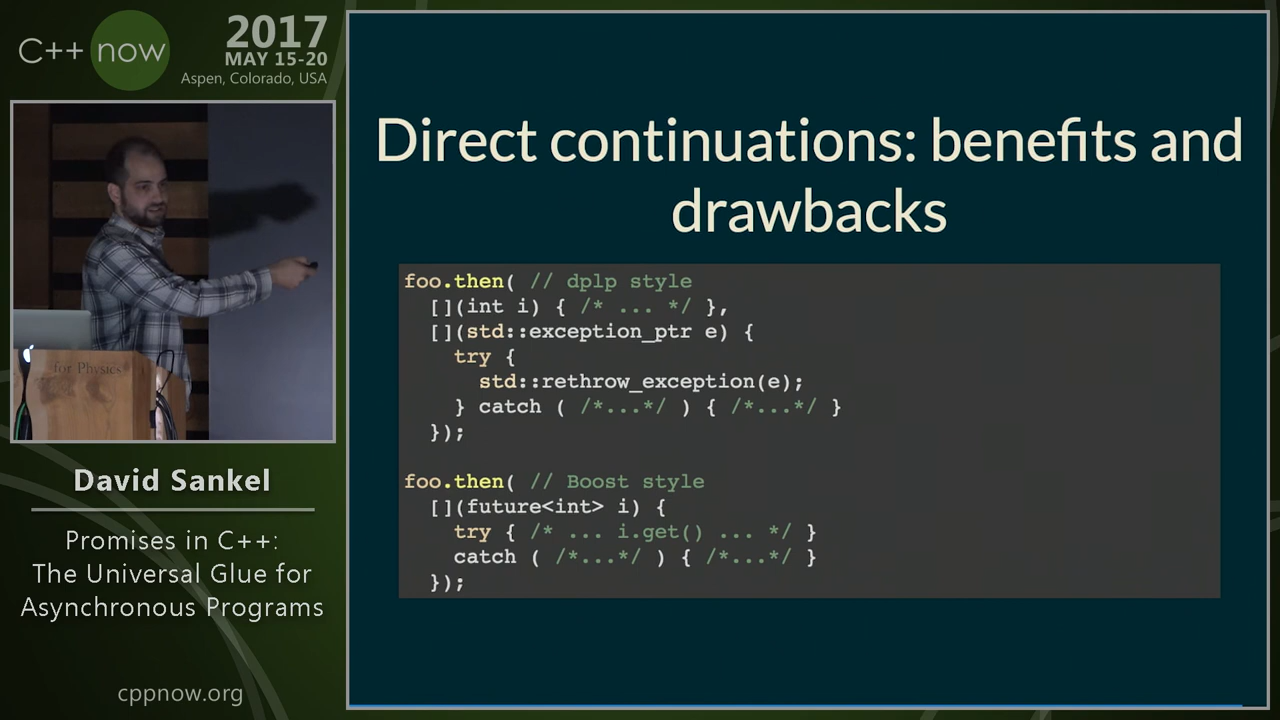 C++ now
2017
MAY 15-20
Aspen, Colorado, USA
for Physics
David Sankel
Promises in C++:
The Universal Glue for
Asynchronous Programs
cppnow.org
Direct continuations: benefits and
drawbacks
foo.then( // dplp style
  [](int i) { /* ... */ },
  [](std::exception_ptr e) {
    try {
      std::rethrow_exception(e);
    } catch ( /*...*/ ) { /*...*/ }
  });
foo.then( // Boost style
  [](future<int> i) {
    try { /* ... i.get() ... */ }
    catch ( /*...*/ ) { /*...*/ }
  });